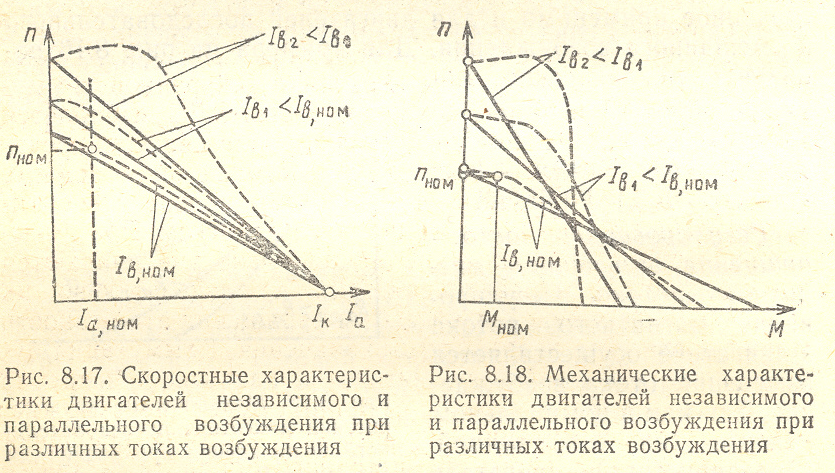 n
Iв2 < Iв1
Iв1 < Iв,ном
nном
Iв,ном
Iа,ном
Iк
Iа
Рис. 8.17. Скоростные характерис-
тики двигателей независимого и
параллельного возбуждения при
различных токах возбуждения
n
Iв2 < Iв1
nном
Iв1 < Iв,ном
Iв,ном
Mном
M
Рис. 8.18. Механические характе-
ристики двигателей независимого
и параллельного возбуждения при
различных токах возбуждения